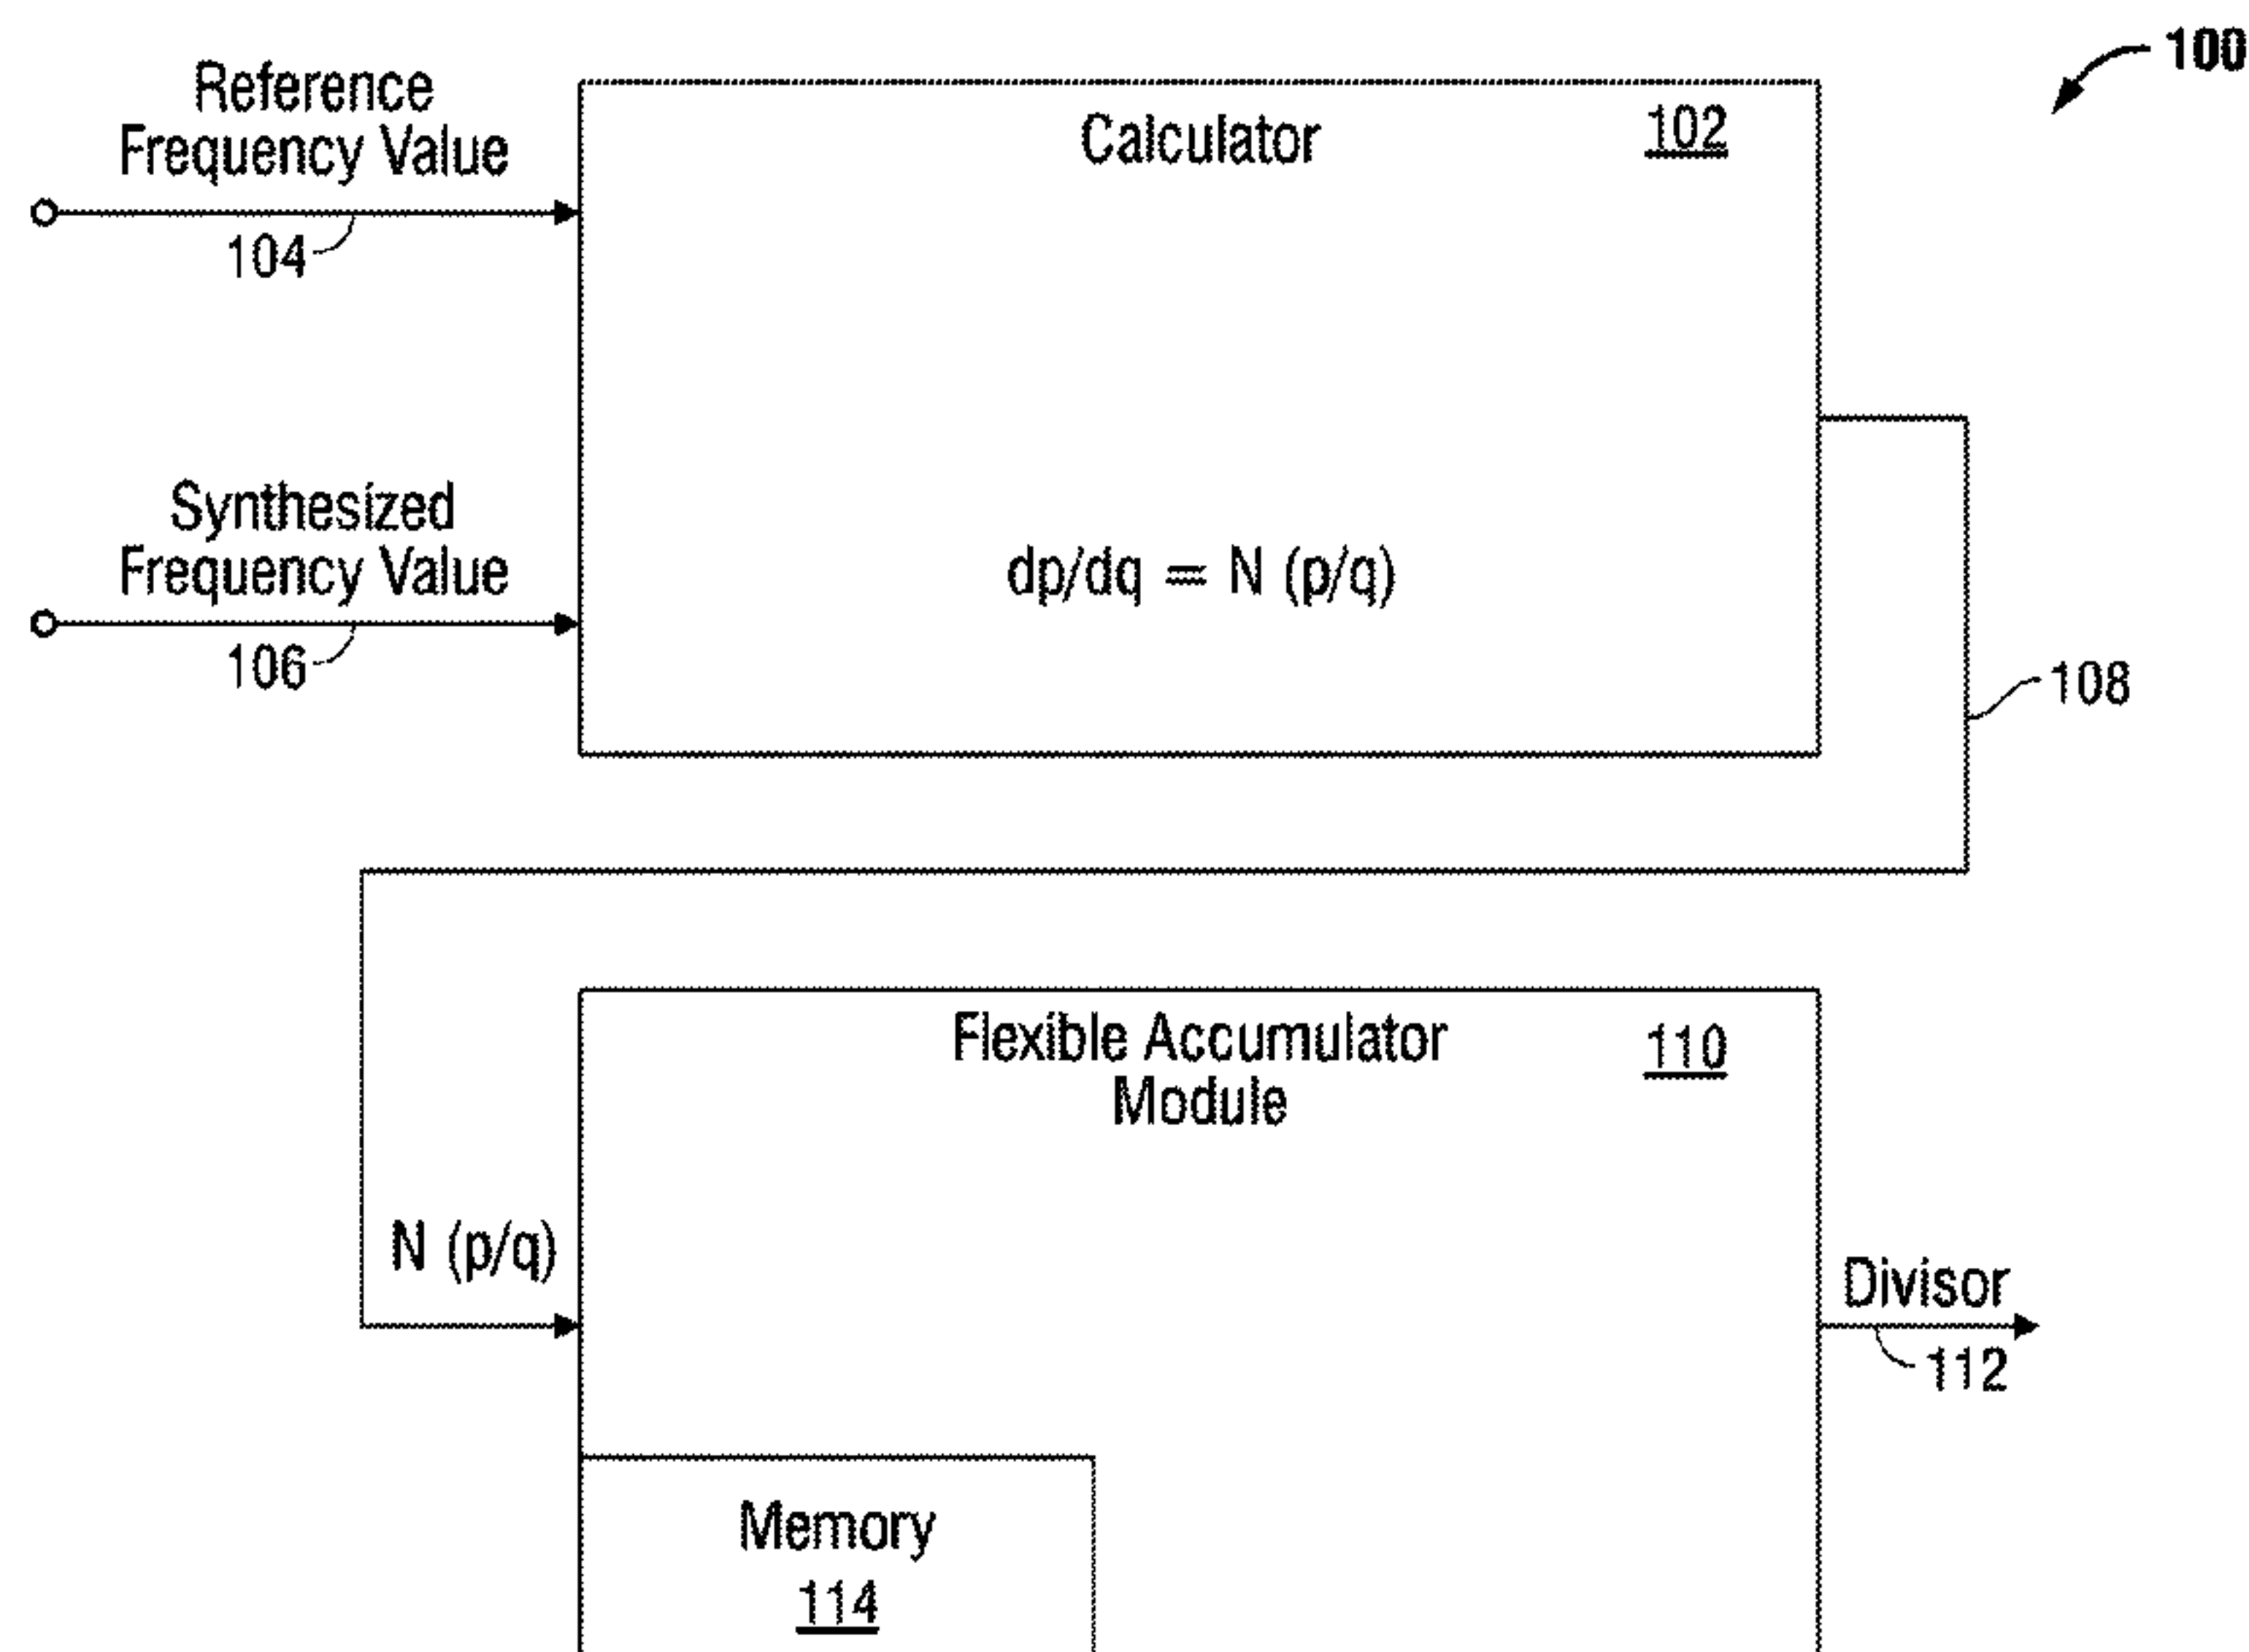 100
Reference
Frequency Value
104
Calculator
102
Synthesized
Frequency Value
106
dp/dq = N (p/q)
108
Flexible Accumulator
Module
110
N (p/q)
Divisor
112
Memory
114